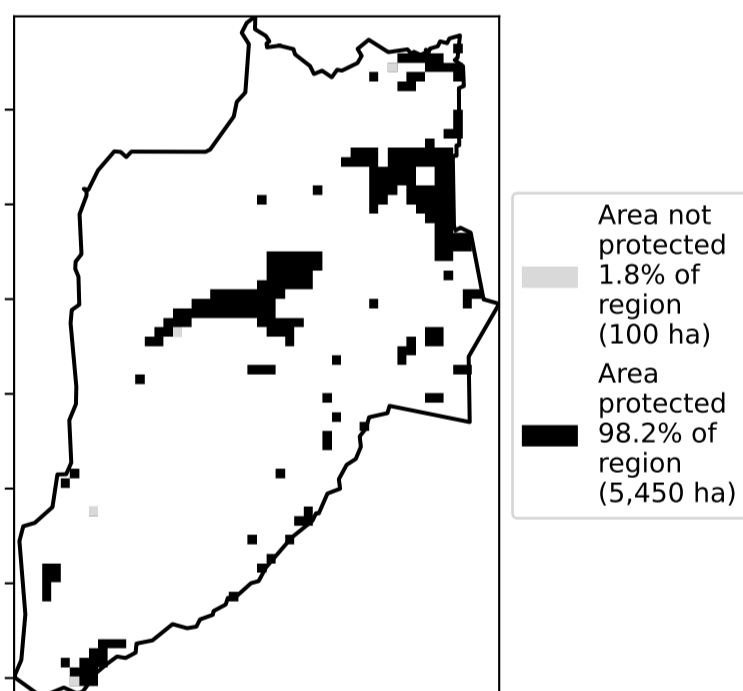 Area not
protected
1.8% of
region
(100 ha)
Area
protected
98.2% of
region
(5,450 ha)